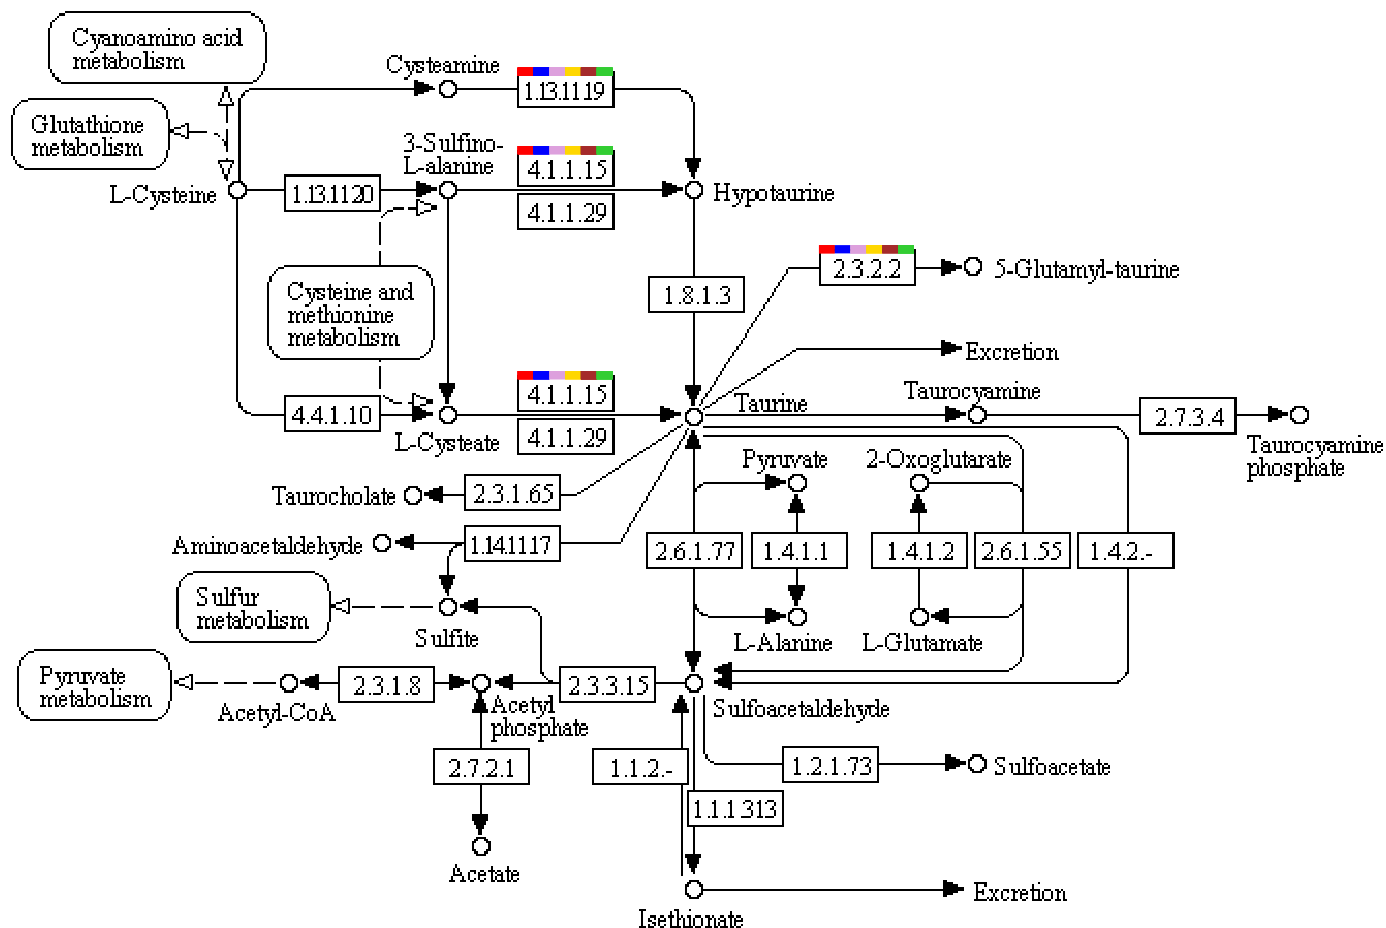 Cyanoamino acid
metabolism
Cysteamine
1.13.11.19
Glutathione
metabolism
3-Sulfino-
L-alanine
4.1.1.15
L-Cysteine
1.13.11.20
Hypotaurine
4.1.1.29
2.3.2.2
5-Glutamyl-taurine
Cysteine and
methionine
metabolism
1.8.1.3
Excretion
4.1.1.15
Taurine
Taurocyamine
4.4.1.10
2.7.3.4
L-Cysteate
4.1.1.29
Taurocyamine
phosphate
Pyruvate
2-Oxoglutarate
Taurocholate
2.3.1.65
Aminoacetaldehyde
1.14.11.17
2.6.1.77
1.4.1.1
1.4.1.2
2.6.1.55
1.4.2.-
Sulfur
metabolism
Sulfite
L-Alanine
L-Glutamate
Pyruvate
metabolism
2.3.1.8
2.3.3.15
Acetyl-CoA
Acetyl
phosphate
Sulfoacetaldehyde
2.7.2.1
1.1.2.-
1.2.1.73
Sulfoacetate
1.1.1.313
Acetate
Excretion
Isethionate